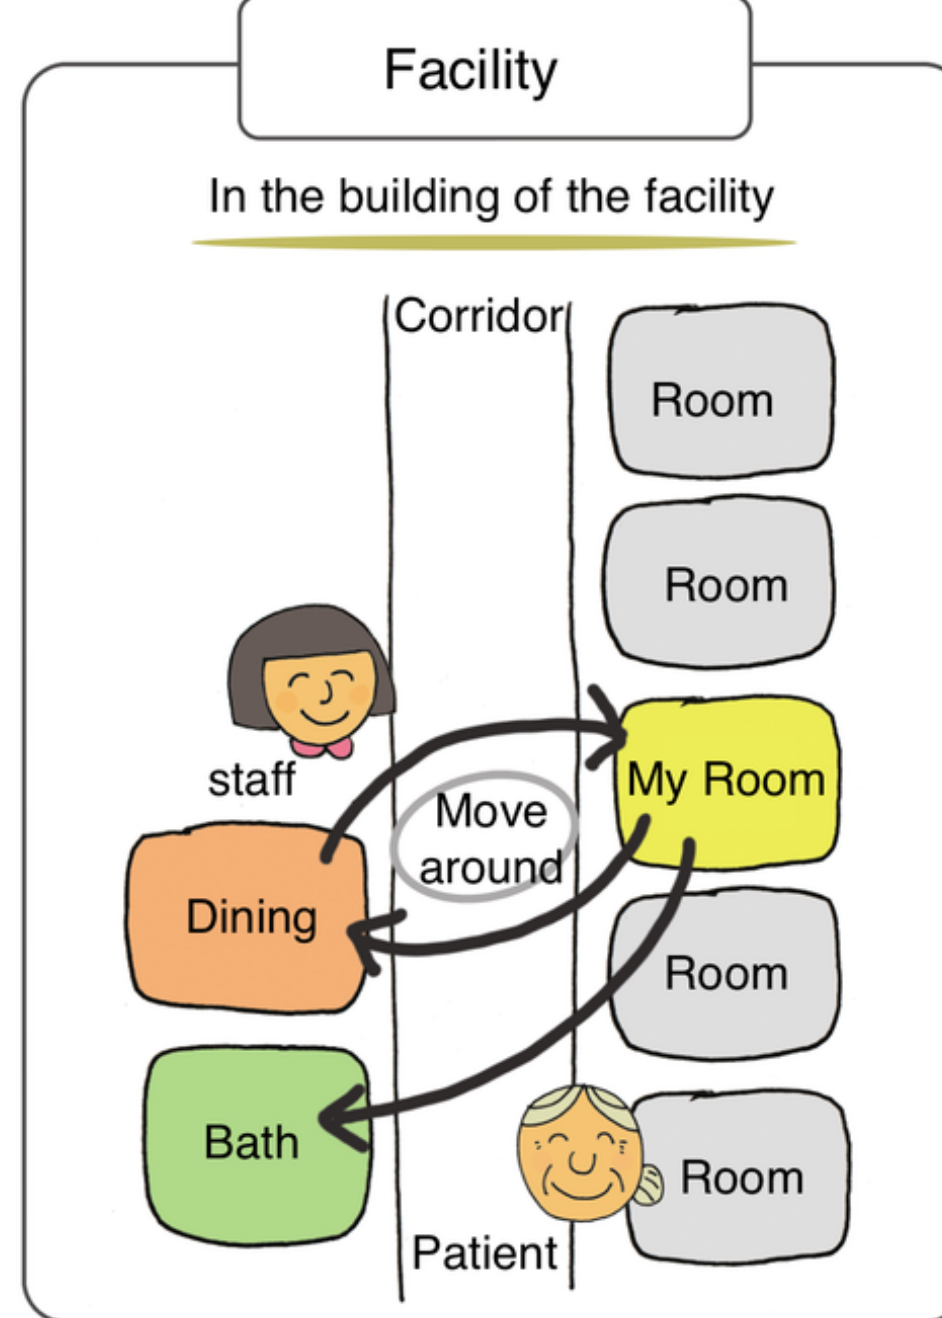 Facility
In the building of the facility
Corridor
Room
Room
staff
My Room
Move
around
Dining
Room
Bath
Room
Patient